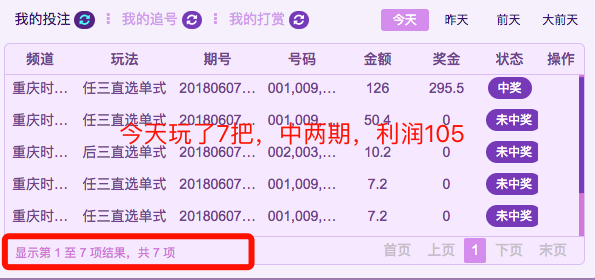 我的投注 我的追号 我的打赏 今天 昨天 前天 大前天
频道 玩法 期号 号码 金额 奖金 状态 操作
重庆时... 任三直选单式 20180607... 001,009,... 126 295.5 中奖
重庆时... 任三直选单式 20180607... 001,009,... 50.4 0 未中奖
今天玩了7把，中两期，利润105
重庆时... 后三直选单式 20180607... 002,003,... 10.2 0 未中奖
重庆时... 任三直选单式 20180607... 001,009,... 7.2 0 未中奖
重庆时... 任三直选单式 20180607... 001,009,... 7.2 0 未中奖
显示第 1 至 7 项结果，共 7 项 首页 上页 1 下页 末页